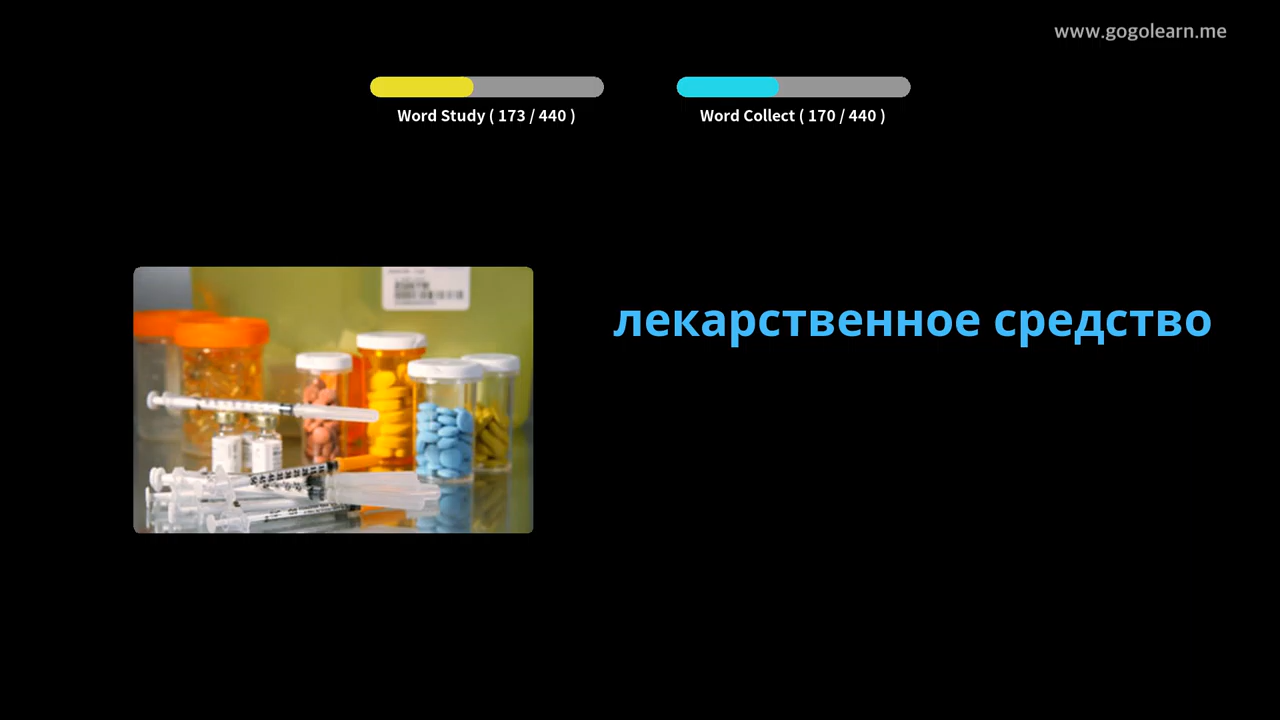 www.gogolearn.me
Word Study ( 173 / 440 )
Word Collect ( 170 / 440 )
лекарственное средство